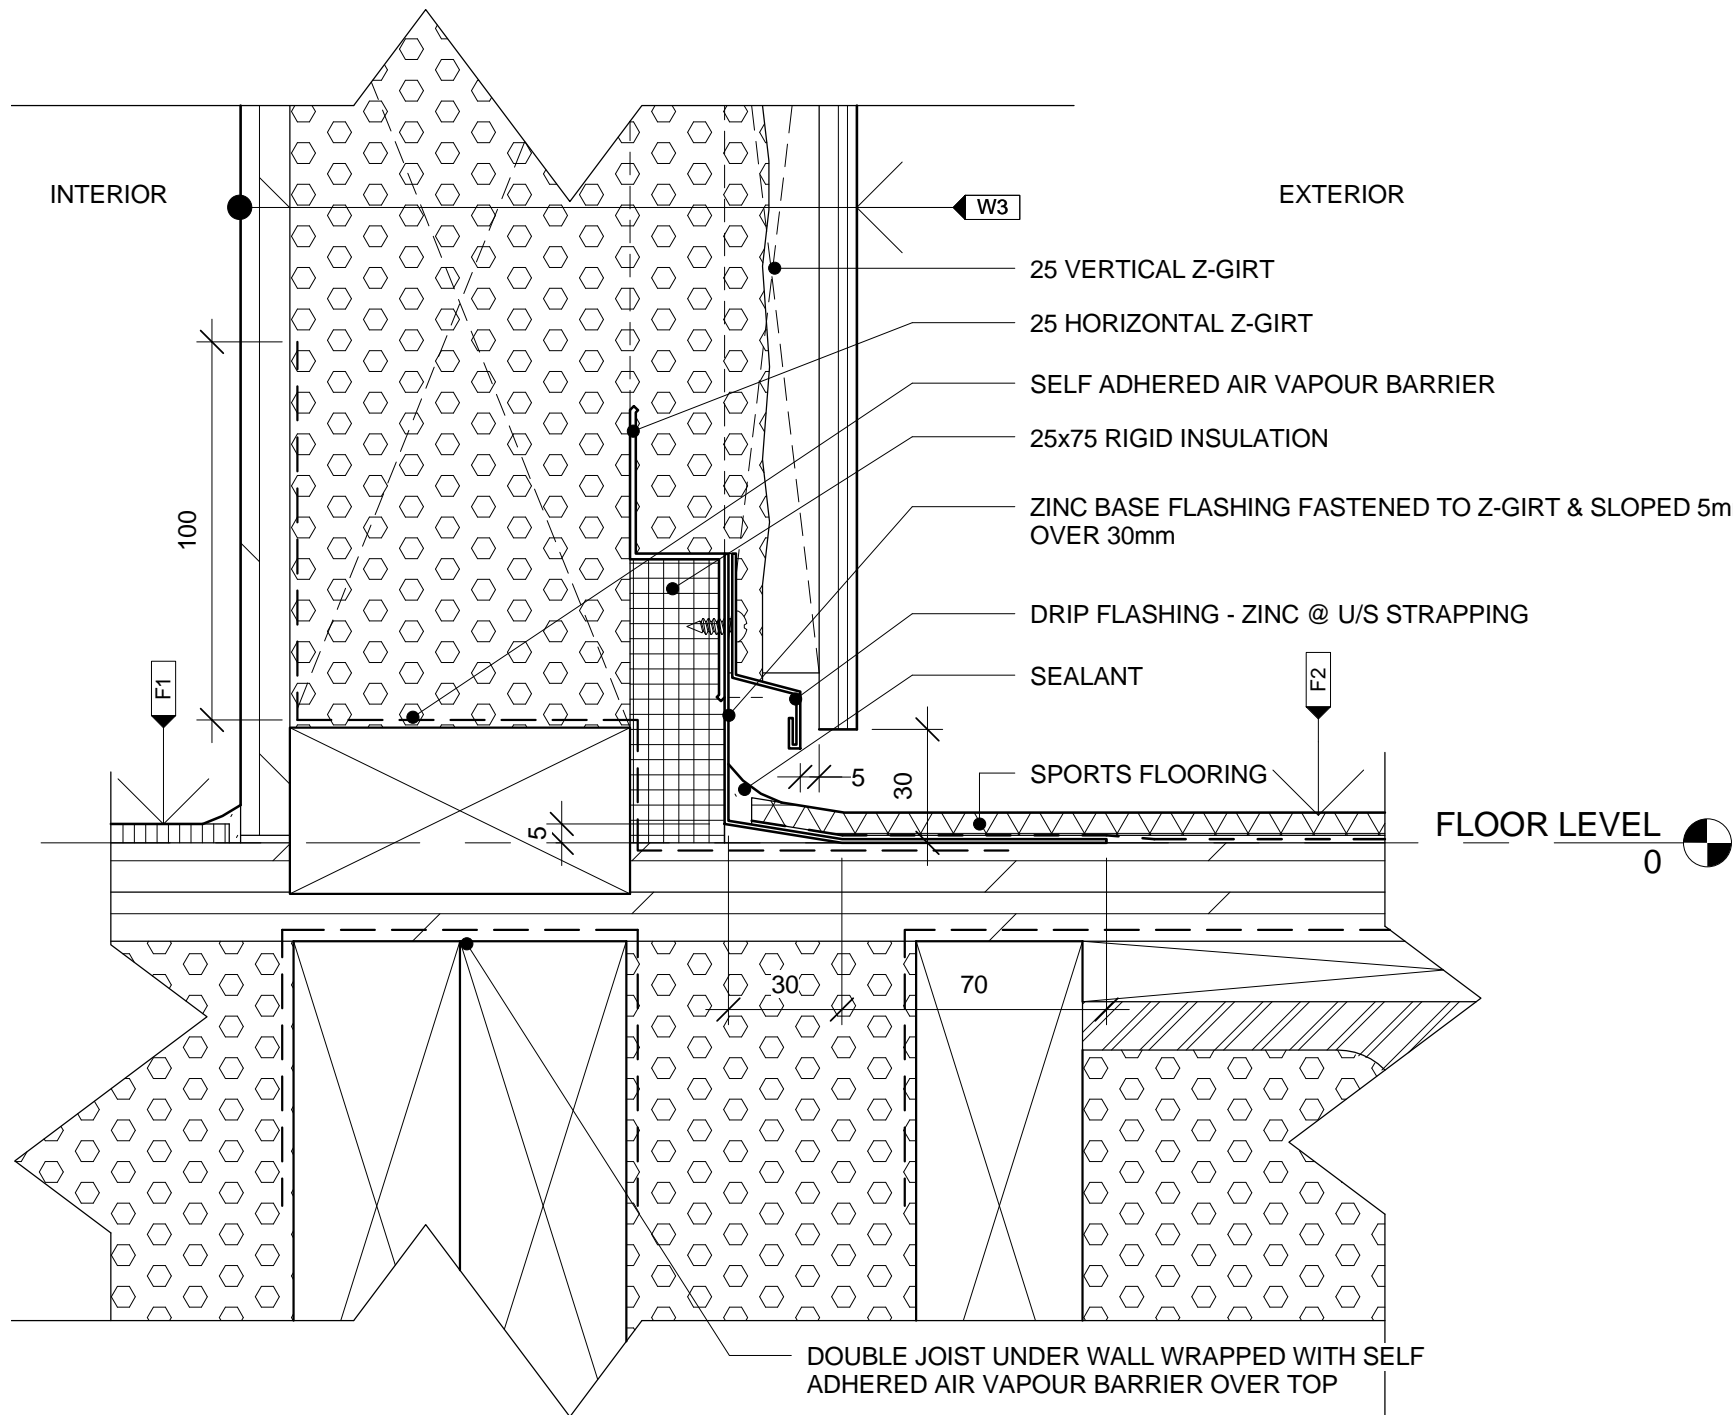 INTERIOR
W3
EXTERIOR
25 VERTICAL Z-GIRT
25 HORIZONTAL Z-GIRT
SELF ADHERED AIR VAPOUR BARRIER
25x75 RIGID INSULATION
100
ZINC BASE FLASHING FASTENED TO Z-GIRT & SLOPED 5m
OVER 30mm
DRIP FLASHING - ZINC @ U/S STRAPPING
SEALANT
F1
F2
5
30
SPORTS FLOORING
5
FLOOR LEVEL
0
30
70
DOUBLE JOIST UNDER WALL WRAPPED WITH SELF
ADHERED AIR VAPOUR BARRIER OVER TOP